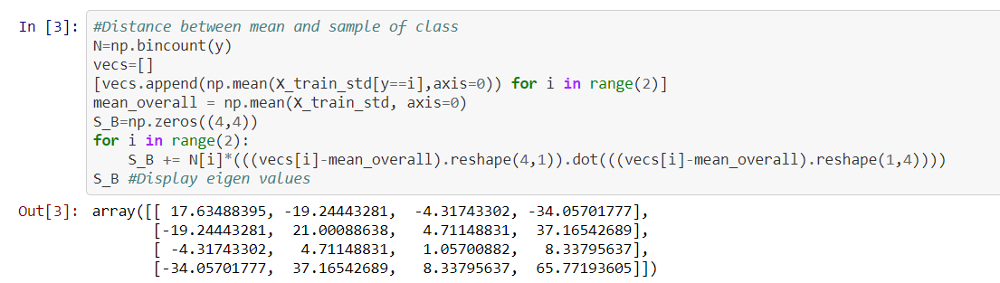 In [3]: #Distance between mean and sample of class
N=np.bincount(y)
vecs=[]
[vecs.append(np.mean(X_train_std[y==i],axis=0)) for i in range(2)]
mean_overall = np.mean(X_train_std, axis=0)
S_B=np.zeros((4,4))
for i in range(2):
    S_B += N[i]*(((vecs[i]-mean_overall).reshape(4,1)).dot(((vecs[i]-mean_overall).reshape(1,4))))
S_B #Display eigen values
Out[3]: array([[ 17.63488395, -19.24443281,  -4.31743302, -34.05701777],
       [-19.24443281,  21.00088638,   4.71148831,  37.16542689],
       [ -4.31743302,   4.71148831,   1.05700882,   8.33795637],
       [-34.05701777,  37.16542689,   8.33795637,  65.77193605]])